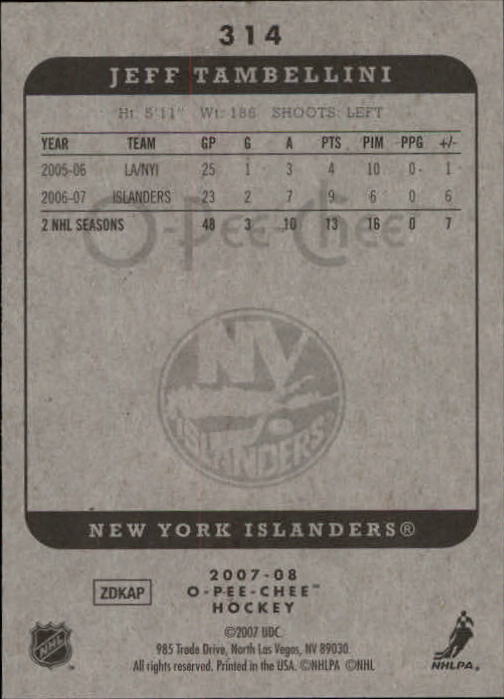 314
JEFF TAMBELLINI
Ht: 5'11" Wt: 186 SHOOTS: LEFT
YEAR TEAM GP G A PTS PIM PPG +/-
2005-06 LA/NYI 25 1 3 4 10 0 1
2006-07 ISLANDERS 23 2 7 9 6 0 6
2 NHL SEASONS 48 3 10 13 16 0 7
O-Pee-Chee
NY
ISLANDERS
NEW YORK ISLANDERS®
2007-08
ZDKAP
O-PEE-CHEE™
HOCKEY
©2007 UDC.
985 Trade Drive, North Las Vegas, NV 89030.
All rights reserved. Printed in the USA. ©NHLPA ©NHL
NHL
NHLPA